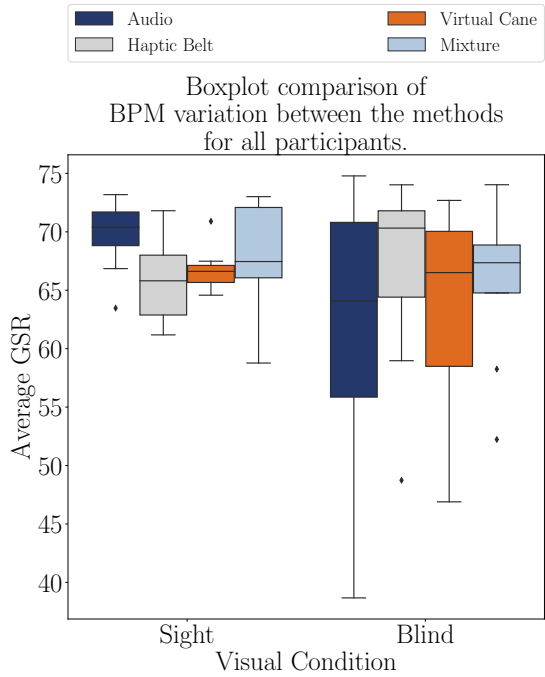 Audio
Haptic Belt
Virtual Cane
Mixture
Boxplot comparison of
BPM variation between the methods
for all participants.
Average GSR
75
70
65
60
55
50
45
40
Sight
Blind
Visual Condition